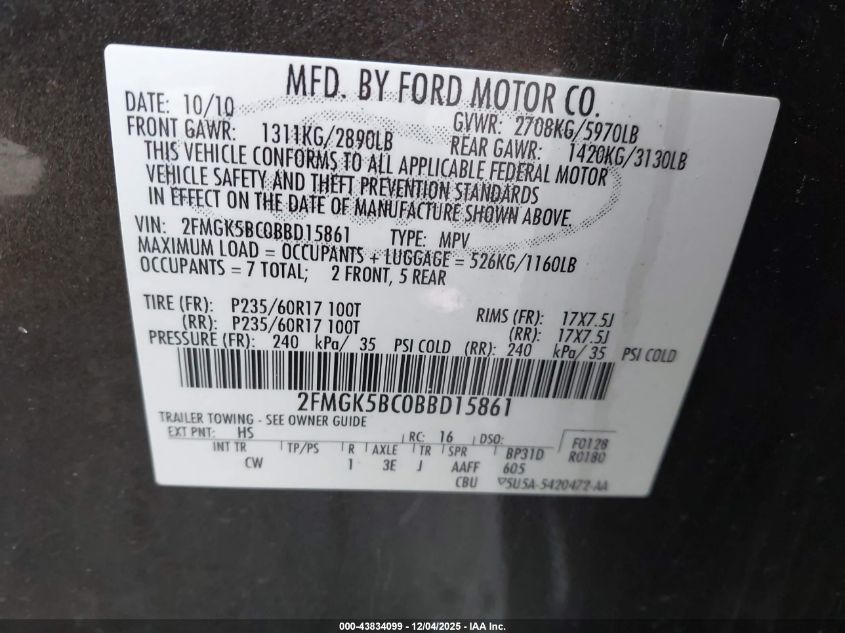 MFD. BY FORD MOTOR CO.
DATE: 10/10 GVWR: 2708KG/5970LB
FRONT GAWR: 1311KG/2890LB REAR GAWR: 1420KG/3130LB
THIS VEHICLE CONFORMS TO ALL APPLICABLE FEDERAL MOTOR
VEHICLE SAFETY AND THEFT PREVENTION STANDARDS
IN EFFECT ON THE DATE OF MANUFACTURE SHOWN ABOVE.
VIN: 2FMGK5BC0BBD15861 TYPE: MPV
MAXIMUM LOAD = OCCUPANTS + LUGGAGE = 526KG/1160LB
OCCUPANTS = 7 TOTAL; 2 FRONT, 5 REAR
TIRE (FR): P235/60R17 100T RIMS (FR): 17X7.5J
(RR): P235/60R17 100T (RR): 17X7.5J
PRESSURE (FR): 240 kPa/ 35 PSI COLD (RR): 240 kPa/ 35 PSI COLD
2FMGK5BC0BBD15861
TRAILER TOWING - SEE OWNER GUIDE
EXT PNT: HS RC: 16 DSO: F0128
INT TR TP/PS R AXLE TR SPR BP31D R0180
CW 1 3E J AAFF 605
CBU 5U5A-5420472-AA
000-43834099 - 12/04/2025 - IAA Inc.